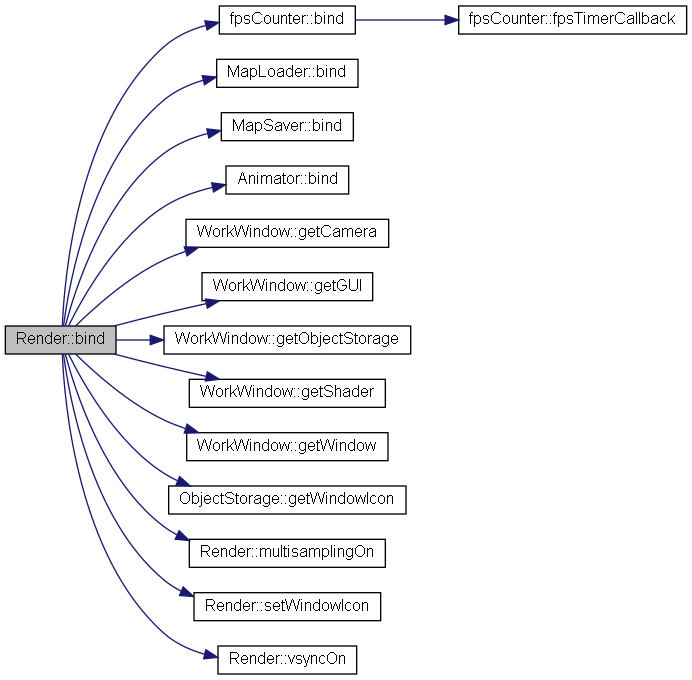 fpsCounter::bind
fpsCounter::fpsTimerCallback
MapLoader::bind
MapSaver::bind
Animator::bind
WorkWindow::getCamera
WorkWindow::getGUI
Render::bind
WorkWindow::getObjectStorage
WorkWindow::getShader
WorkWindow::getWindow
ObjectStorage::getWindowIcon
Render::multisamplingOn
Render::setWindowIcon
Render::vsyncOn